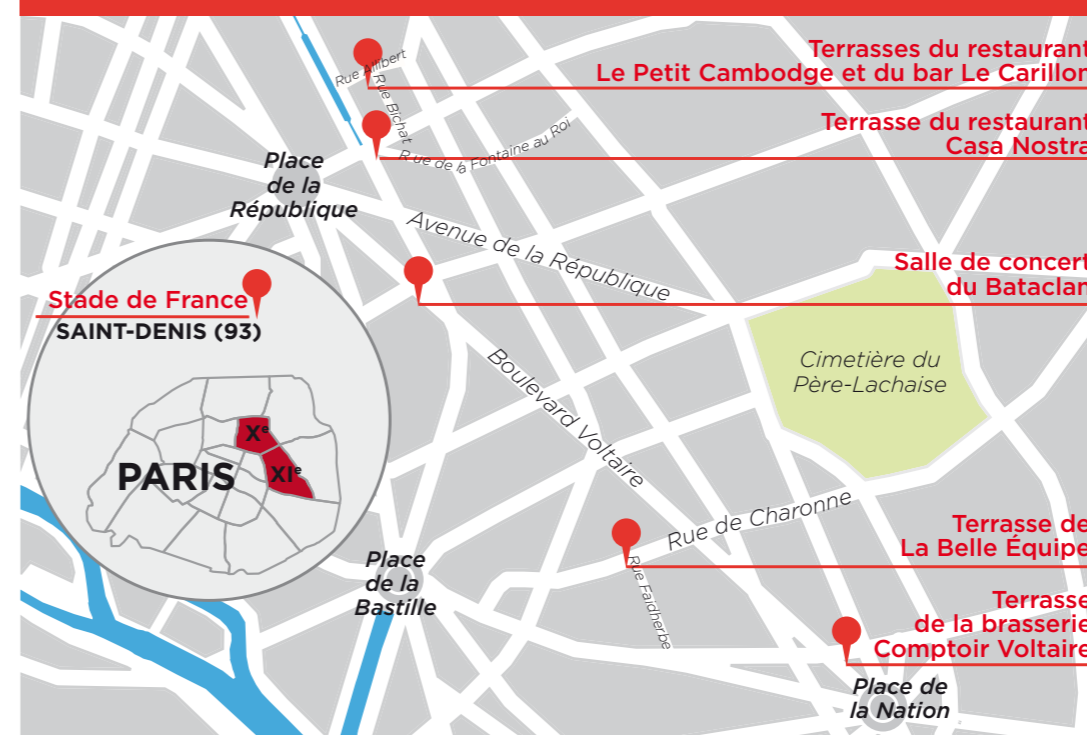 Terrasses du restaurant
Le Petit Cambodge et du bar Le Carillon
Rue Alibert
Rue Bichat
Terrasse du restaurant
Casa Nostra
Rue de la Fontaine au Roi
Place
de la
République
Avenue de la République
Salle de concert
du Bataclan
Stade de France
SAINT-DENIS (93)
Cimetière du
Père-Lachaise
Boulevard Voltaire
Xe
PARIS
XIe
Rue de Charonne
Terrasse de
La Belle Équipe
Rue Faidherbe
Place
de la
Bastille
Terrasse
de la brasserie
Comptoir Voltaire
Place de
la Nation